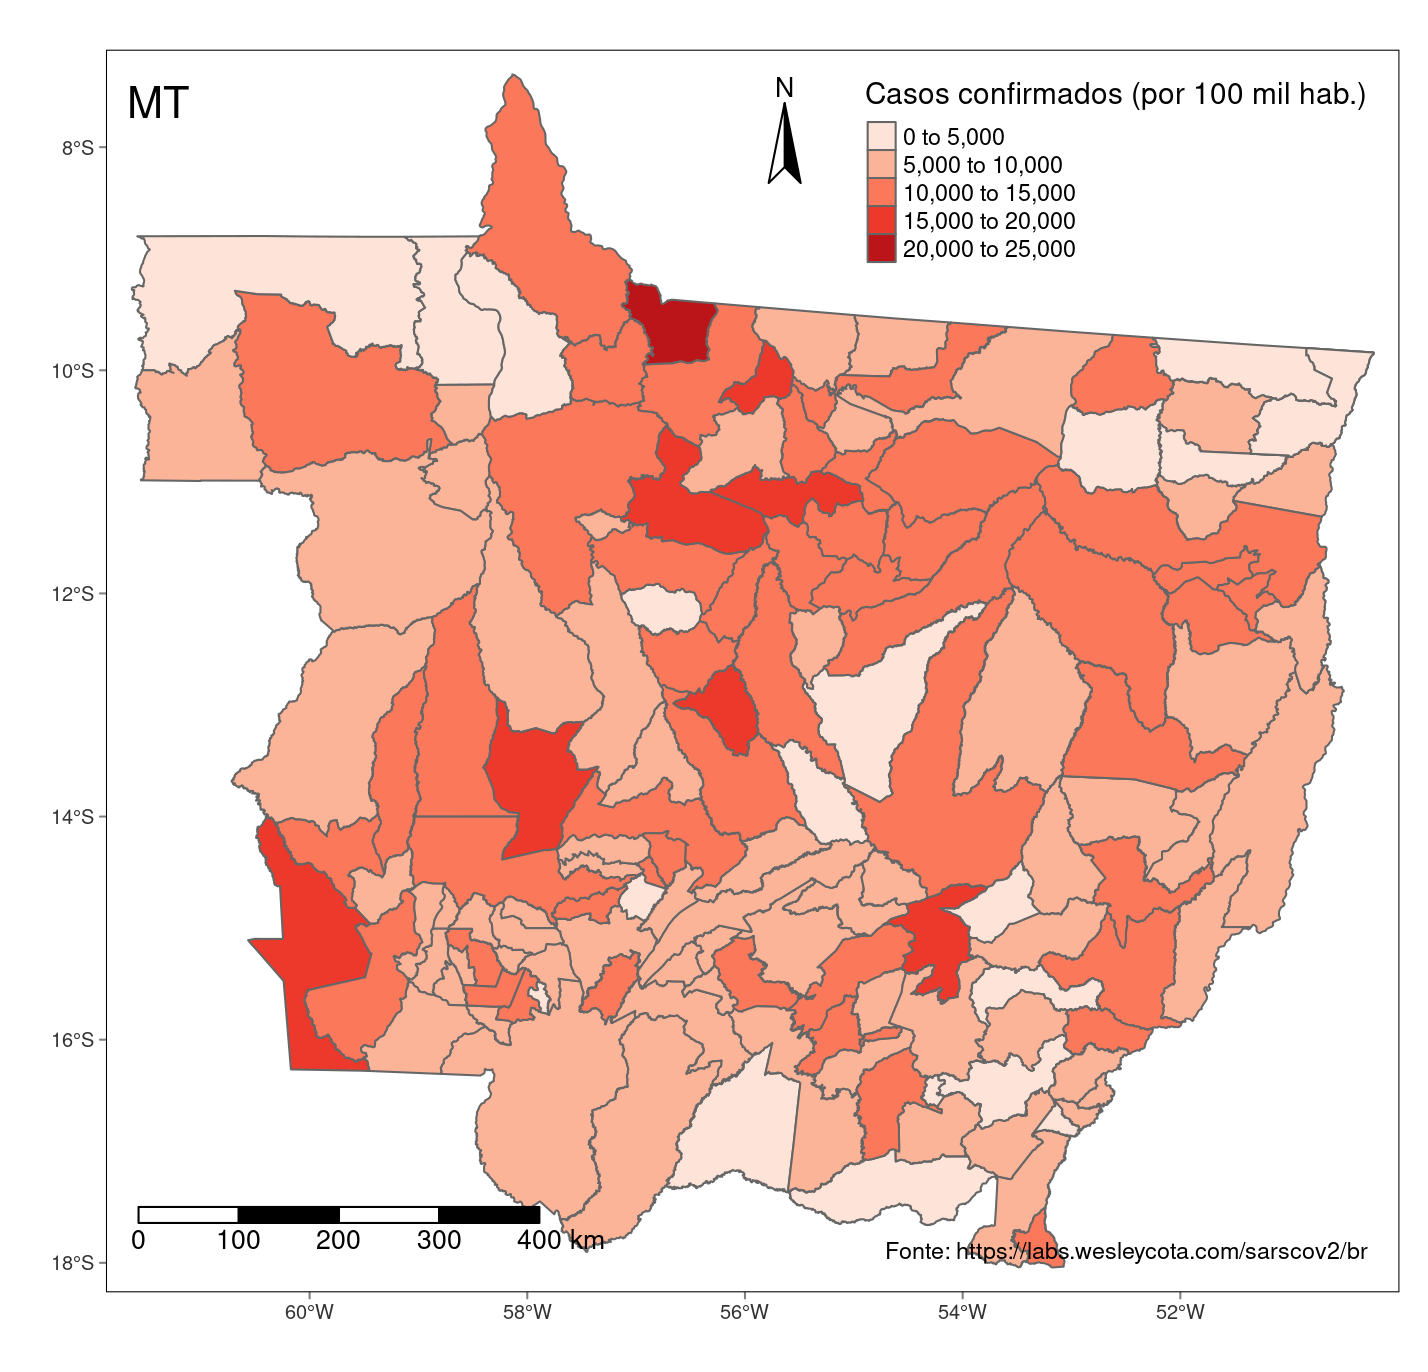 MT
N
Casos confirmados (por 100 mil hab.)
0 to 5,000
5,000 to 10,000
10,000 to 15,000
15,000 to 20,000
20,000 to 25,000
8°S
10°S
12°S
14°S
16°S
18°S
0 100 200 300 400 km
Fonte: https://labs.wesleycota.com/sarscov2/br
60°W 58°W 56°W 54°W 52°W